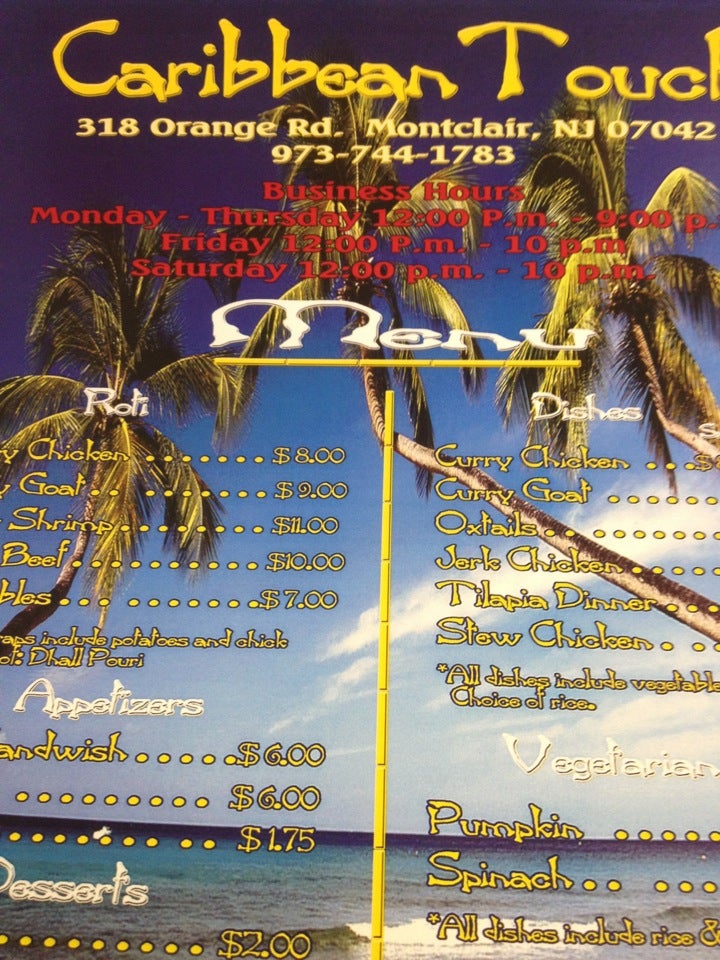 Caribbean Touch
318 Orange Rd. Montclair, NJ 07042
973-744-1783
Business Hours
Monday - Thursday 12:00 P.m. - 9:00 p.
Friday 12:00 P.m. - 10 p.m.
Saturday 12:00 p.m. - 10 p.m.
Menu
Roti
y Chicken ....... $8.00
y Goat .. ....... $9.00
Shrimp ........ $11.00
Beef .......... $10.00
bles ... ....... $7.00
raps include potatoes and chick
ot: Dhall Pouri
Appetizers
andwish ..... $6.00
......... $6.00
$1.75
Desserts
$2.00
Dishes
Curry Chicken ... $
Curry Goat
Oxtails
Jerk Chicken
Tilapia Dinner
Stew Chicken
*All dishes include vegetable
Choice of rice.
Vegetarian
Pumpkin
Spinach
*All dishes include rice &